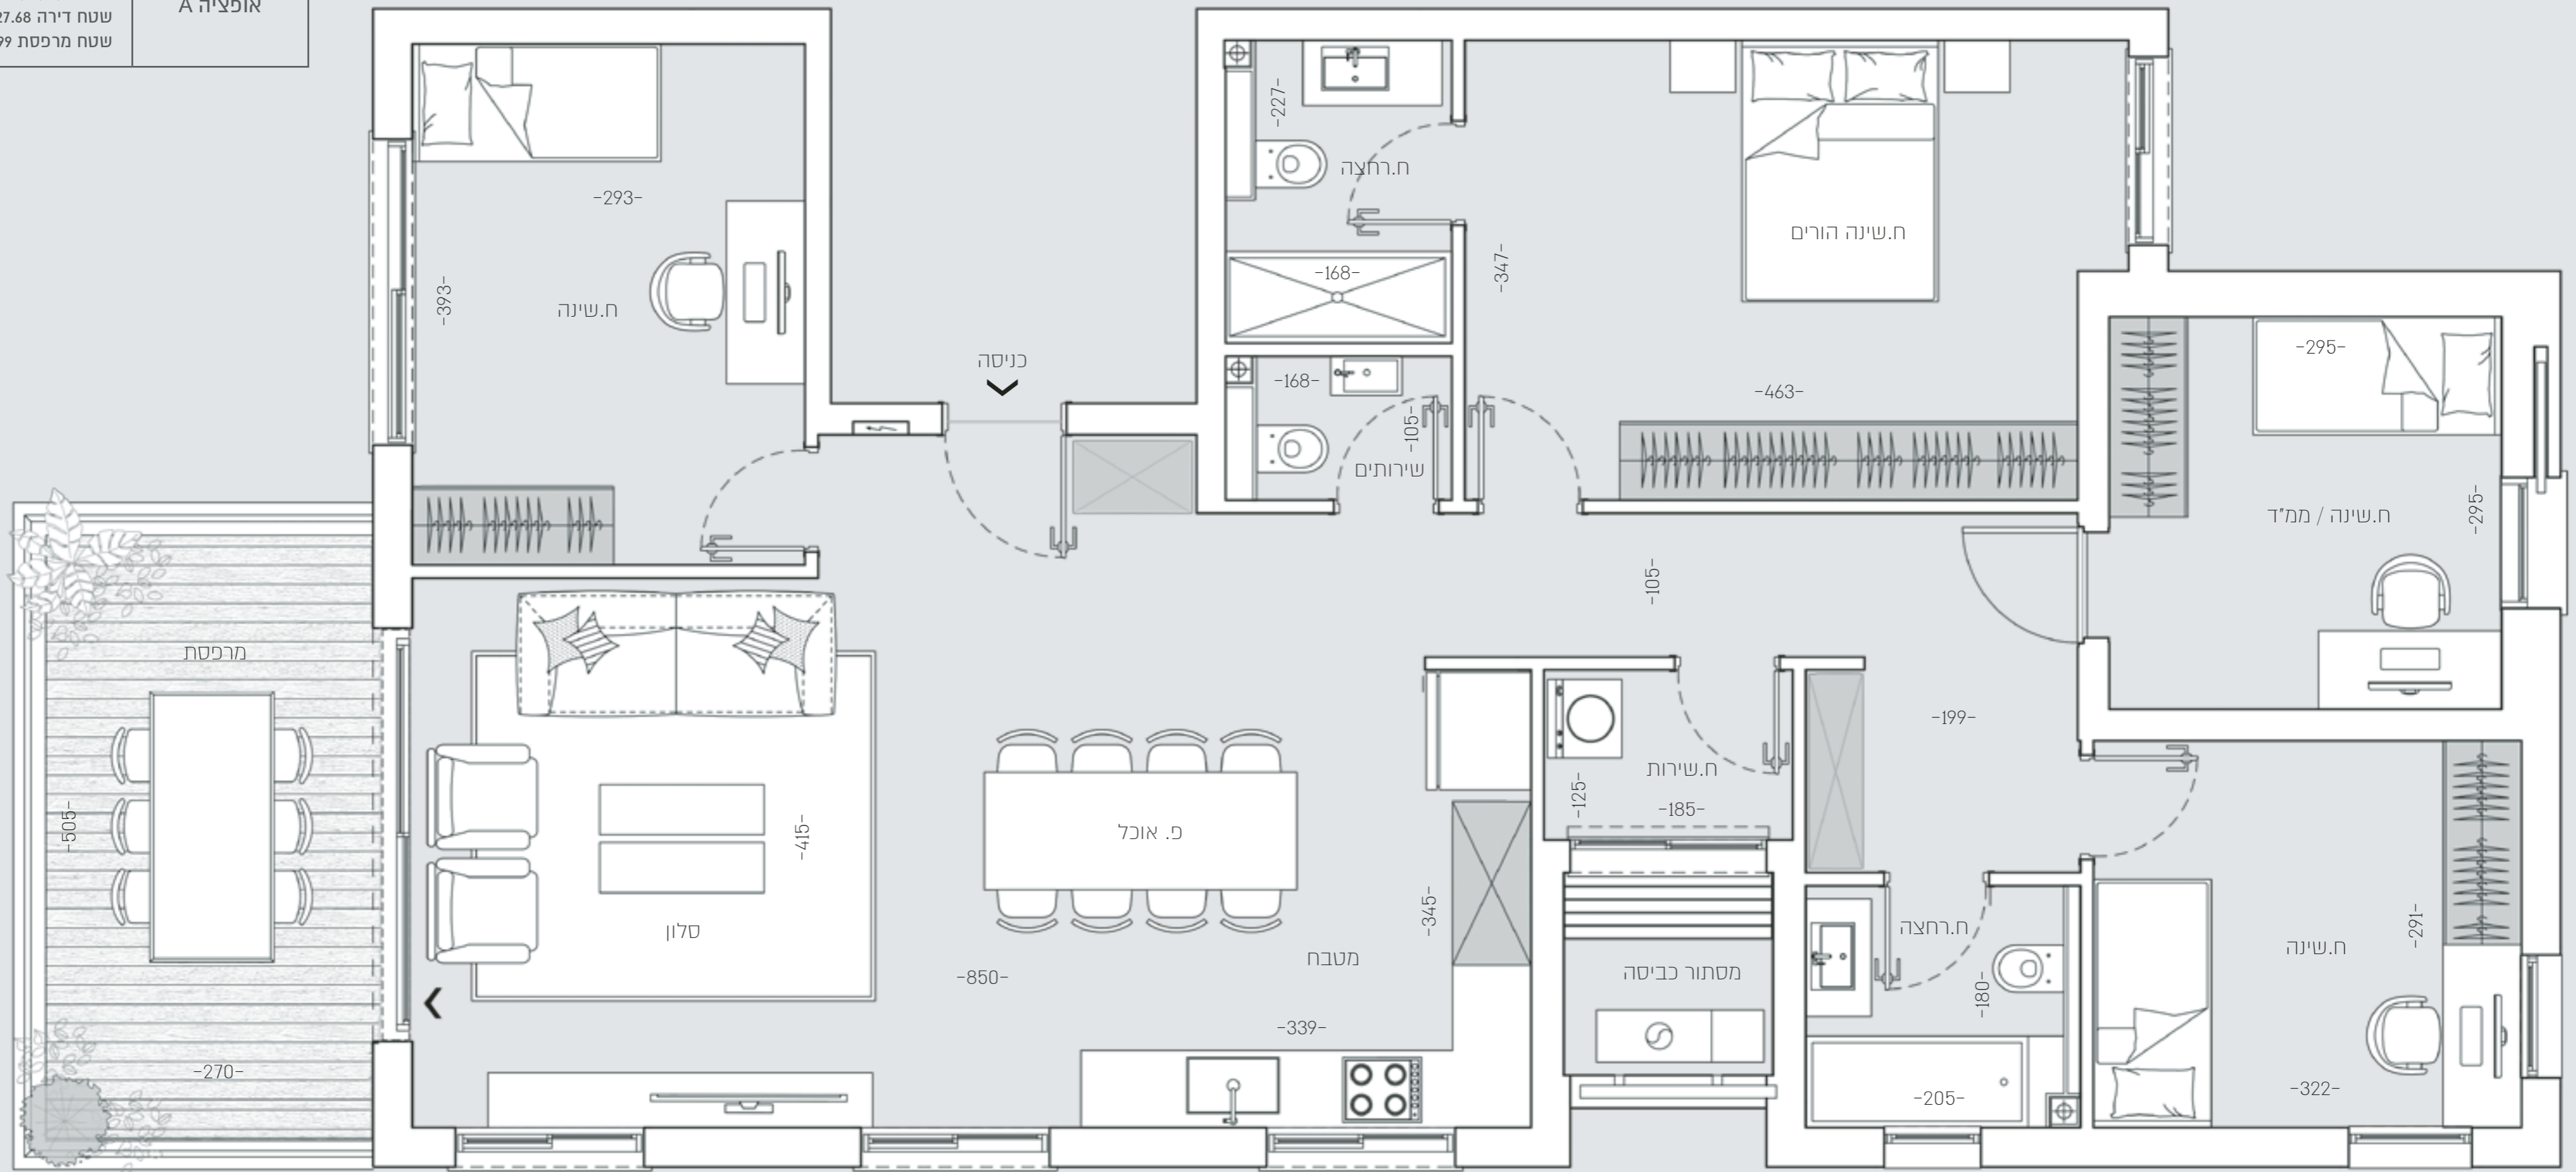 אופציה A
שטח דירה
שטח מרפסת
-293-
-393-
ח.שינה
כניסה
-227-
ח.רחצה
-168-
-168-
-105-
שירותים
-347-
ח.שינה הורים
-463-
-295-
ח.שינה / ממ"ד
-295-
-105-
מרפסת
-505-
-270-
סלון
-415-
-850-
פ. אוכל
מטבח
-345-
-339-
ח.שירות
-125-
-185-
מסתור כביסה
-199-
ח.רחצה
-180-
-205-
ח.שינה
-291-
-322-